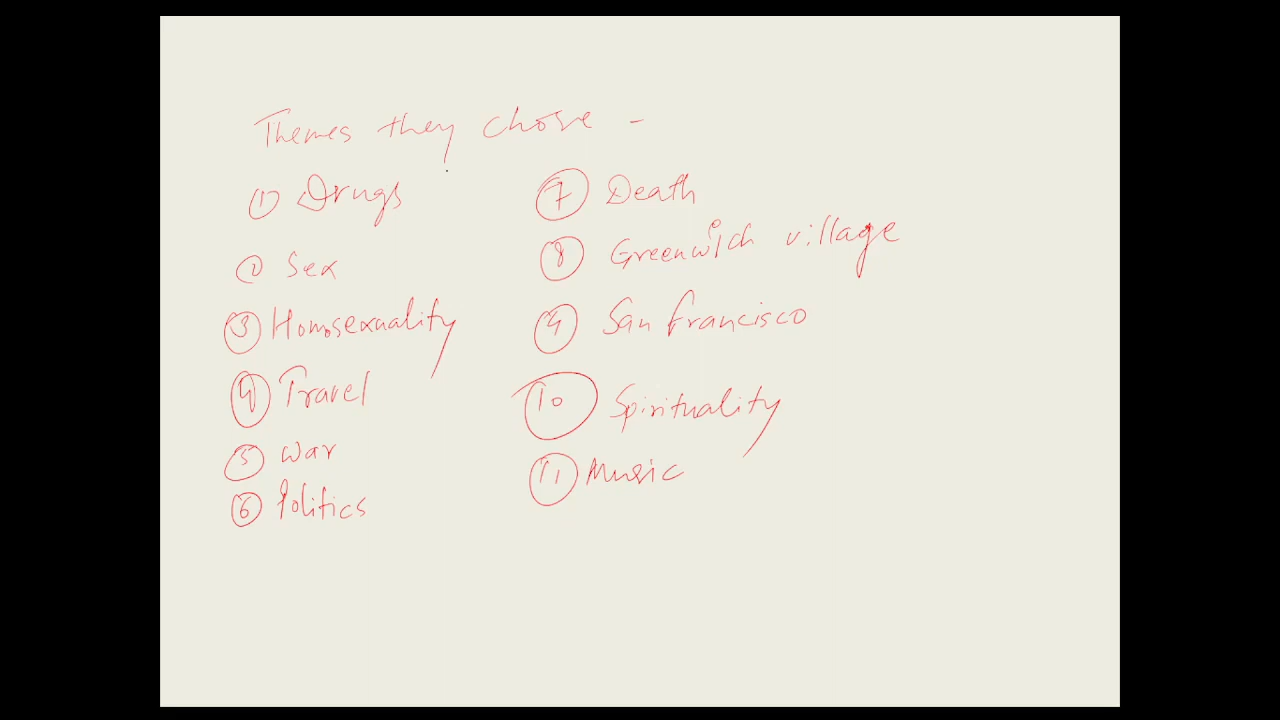 Themes they chose -
① Drugs
② Sex
③ Homosexuality
④ Travel
⑤ War
⑥ Politics
⑦ Death
⑧ Greenwich village
⑨ San Francisco
⑩ Spirituality
⑪ Music